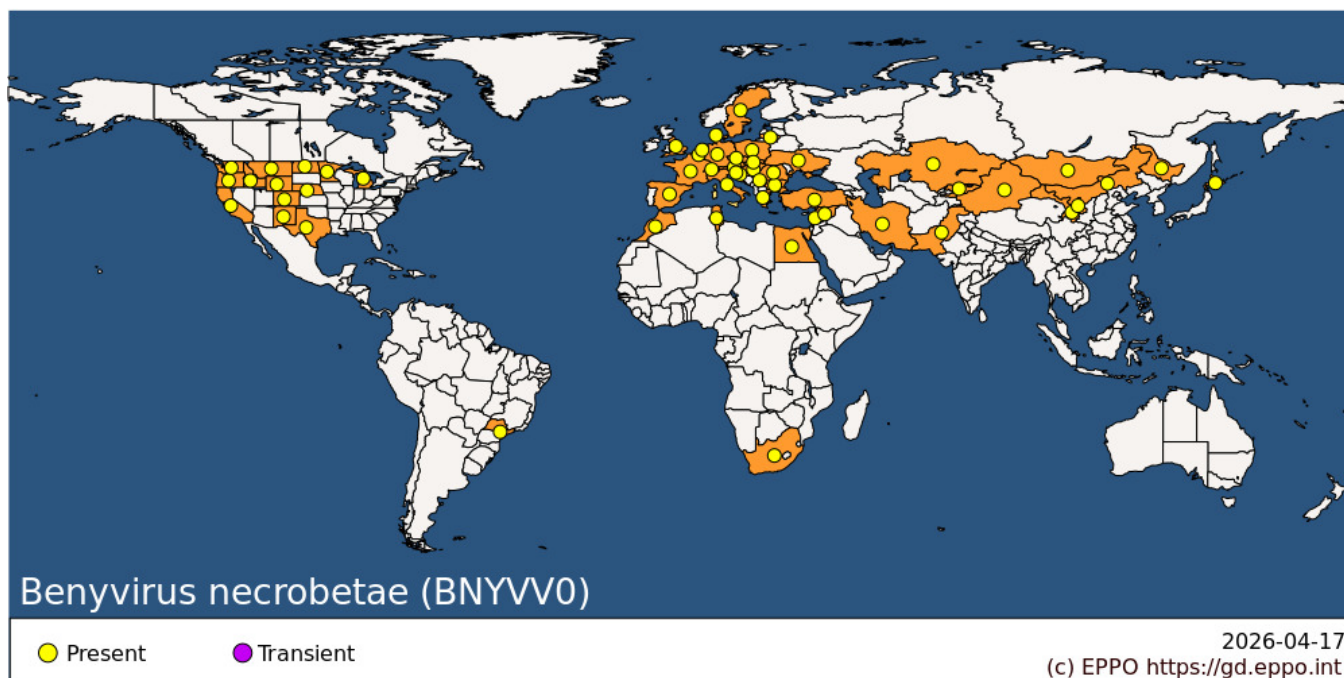 Benyvirus necrobetae (BNYVV0)
Present
Transient
2026-04-17
(c) EPPO https://gd.eppo.int